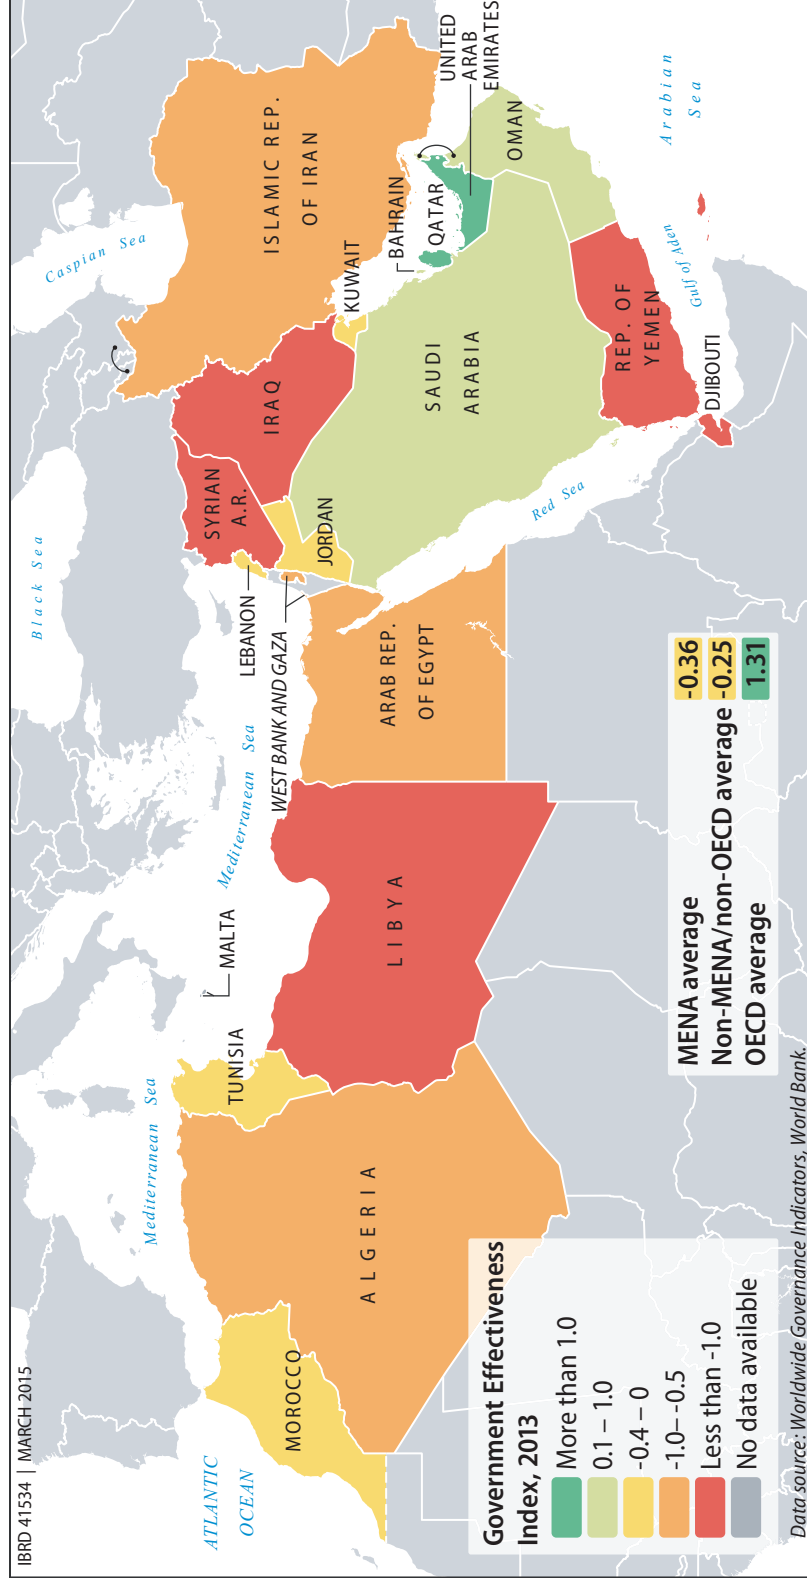 IBRD 41534 | MARCH 2015
ATLANTIC
OCEAN
Mediterranean Sea
Mediterranean Sea
Black Sea
Caspian Sea
Red Sea
Gulf of Aden
Arabian
Sea
MOROCCO
ALGERIA
TUNISIA
MALTA
LIBYA
ARAB REP.
OF EGYPT
WEST BANK AND GAZA
LEBANON
SYRIAN
A.R.
JORDAN
IRAQ
KUWAIT
ISLAMIC REP.
OF IRAN
SAUDI
ARABIA
BAHRAIN
QATAR
UNITED
ARAB
EMIRATES
OMAN
REP. OF
YEMEN
DJIBOUTI
Government Effectiveness
Index, 2013
More than 1.0
0.1 – 1.0
-0.4 – 0
-1.0– -0.5
Less than -1.0
No data available
MENA average -0.36
Non-MENA/non-OECD average -0.25
OECD average 1.31
Data source: Worldwide Governance Indicators, World Bank.